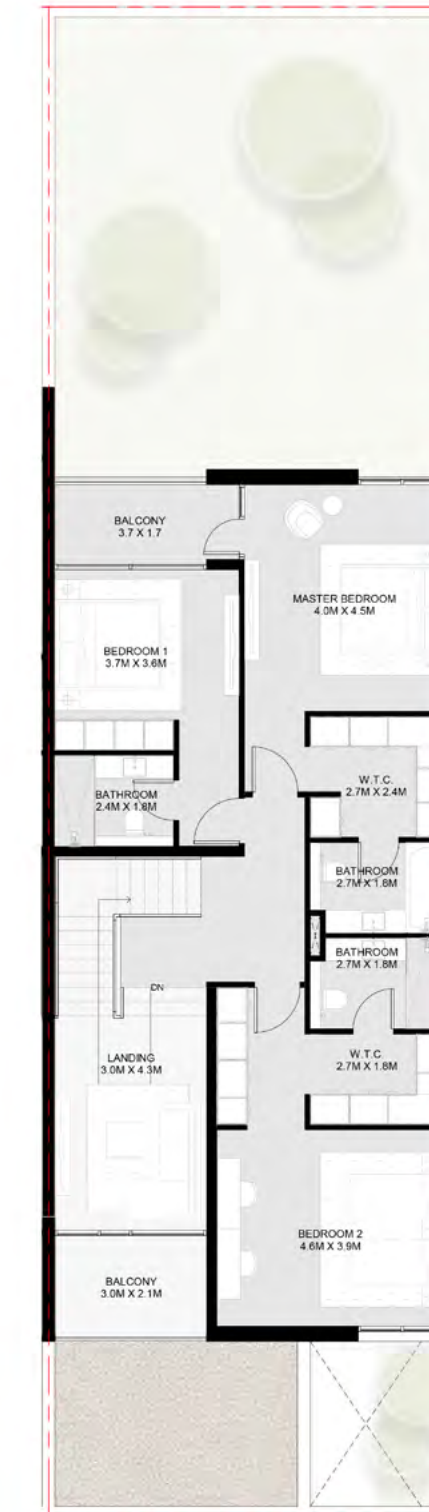 BALCONY
3.7 X 1.7
MASTER BEDROOM
4.0M X 4.5M
BEDROOM 1
3.7M X 3.6M
W.T.C.
2.7M X 2.4M
BATHROOM
2.4M X 1.8M
BATHROOM
2.7M X 1.8M
BATHROOM
2.7M X 1.8M
DN
LANDING
3.0M X 4.3M
W.T.C
2.7M X 1.8M
BEDROOM 2
4.6M X 3.9M
BALCONY
3.0M X 2.1M